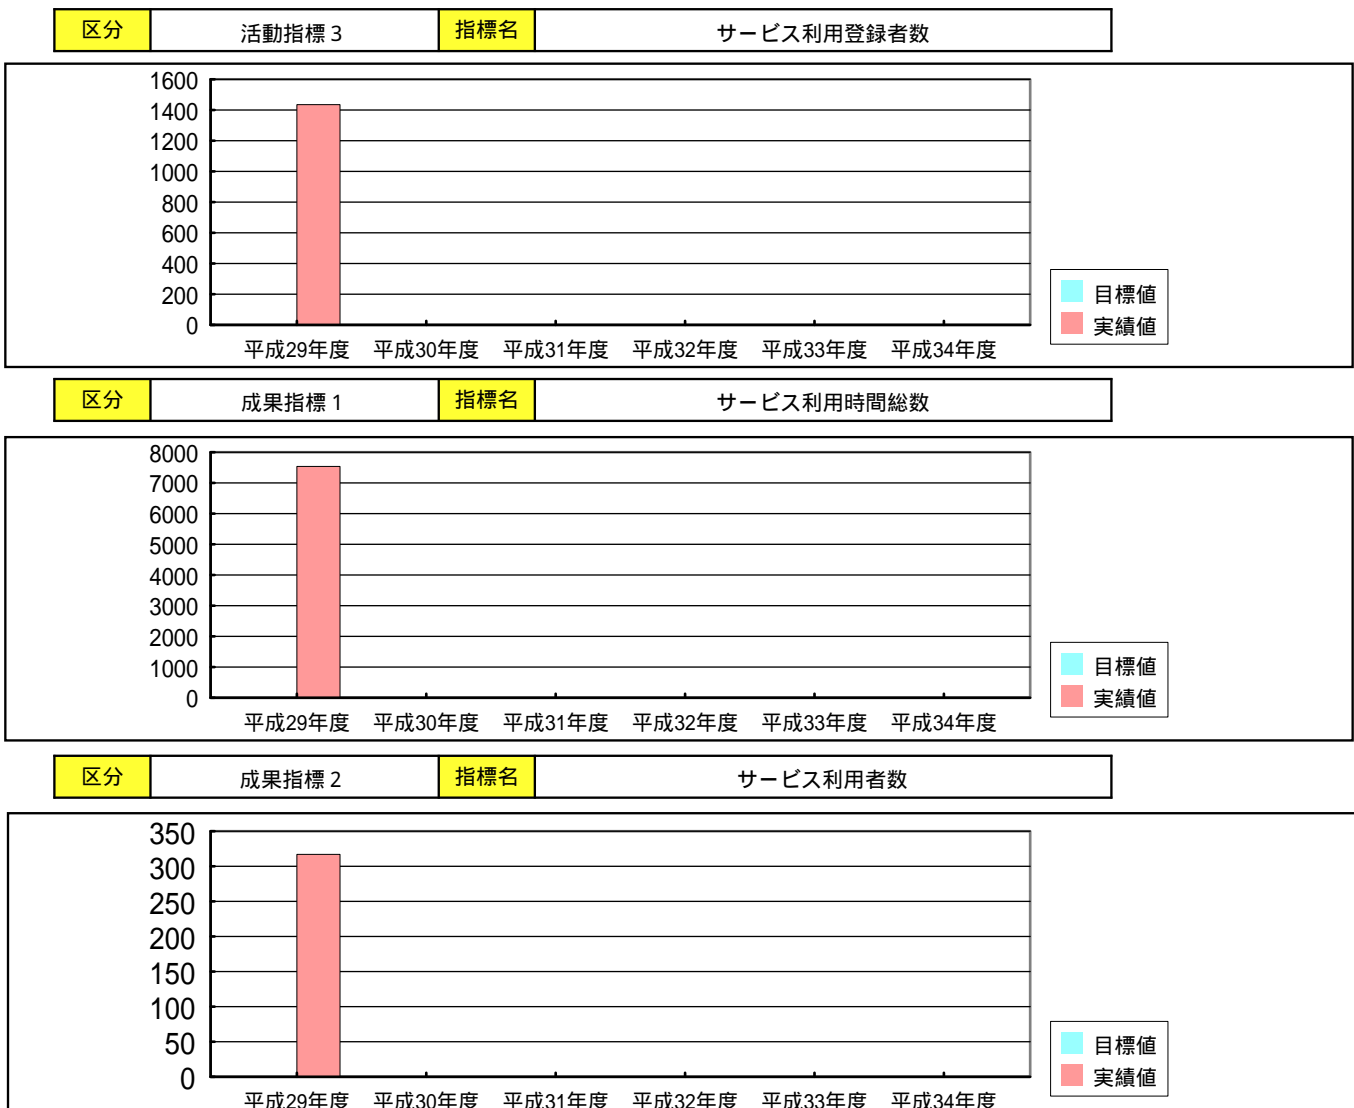 区分 活動指標3 指標名 サービス利用登録者数
1600
1400
1200
1000
800
600
400
200
0
平成29年度 平成30年度 平成31年度 平成32年度 平成33年度 平成34年度
目標値
実績値
区分 成果指標1 指標名 サービス利用時間総数
8000
7000
6000
5000
4000
3000
2000
1000
0
平成29年度 平成30年度 平成31年度 平成32年度 平成33年度 平成34年度
目標値
実績値
区分 成果指標2 指標名 サービス利用者数
350
300
250
200
150
100
50
0
平成29年度 平成30年度 平成31年度 平成32年度 平成33年度 平成34年度
目標値
実績値